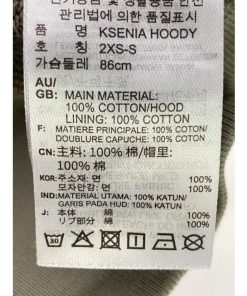 관리법에 따른 품질표시
품명: KSENIA HOODY
호 칭: 2XS-S
가슴둘레: 86cm
AU/
GB: MAIN MATERIAL:
100% COTTON/HOOD
LINING: 100% COTTON
F: MATIERE PRINCIPALE: 100% COTON/
DOUBLURE CAPUCHE: 100% COTON
CN: 主料: 100% 棉/帽里:
100% 棉
KOR: 주소재: 면 100%/
모자안감: 면 100%
IND: MATERIAL UTAMA: 100% KATUN/
GARIS PADA HUD: 100% KATUN
J: 本体 綿 100%
リブ部分 綿 100%
30